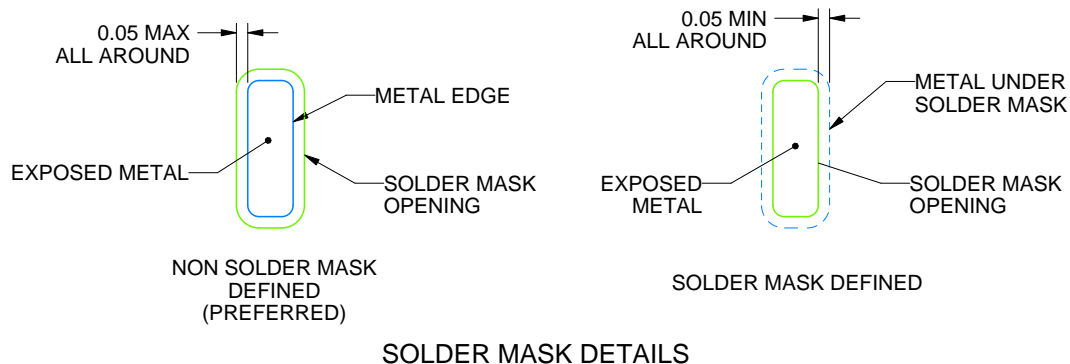 0.05 MAX
ALL AROUND
METAL EDGE
EXPOSED METAL
SOLDER MASK
OPENING
NON SOLDER MASK
DEFINED
(PREFERRED)
0.05 MIN
ALL AROUND
METAL UNDER
SOLDER MASK
EXPOSED
METAL
SOLDER MASK
OPENING
SOLDER MASK DEFINED
SOLDER MASK DETAILS